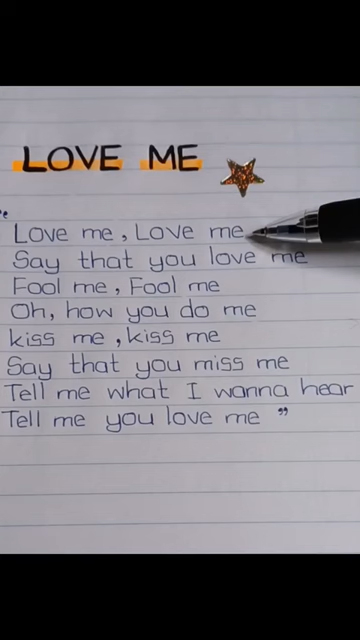 LOVE ME
"
Love me, Love me
Say that you love me
Fool me, Fool me
Oh, how you do me
kiss me, kiss me
Say that you miss me
Tell me what I wanna hear
Tell me you love me "